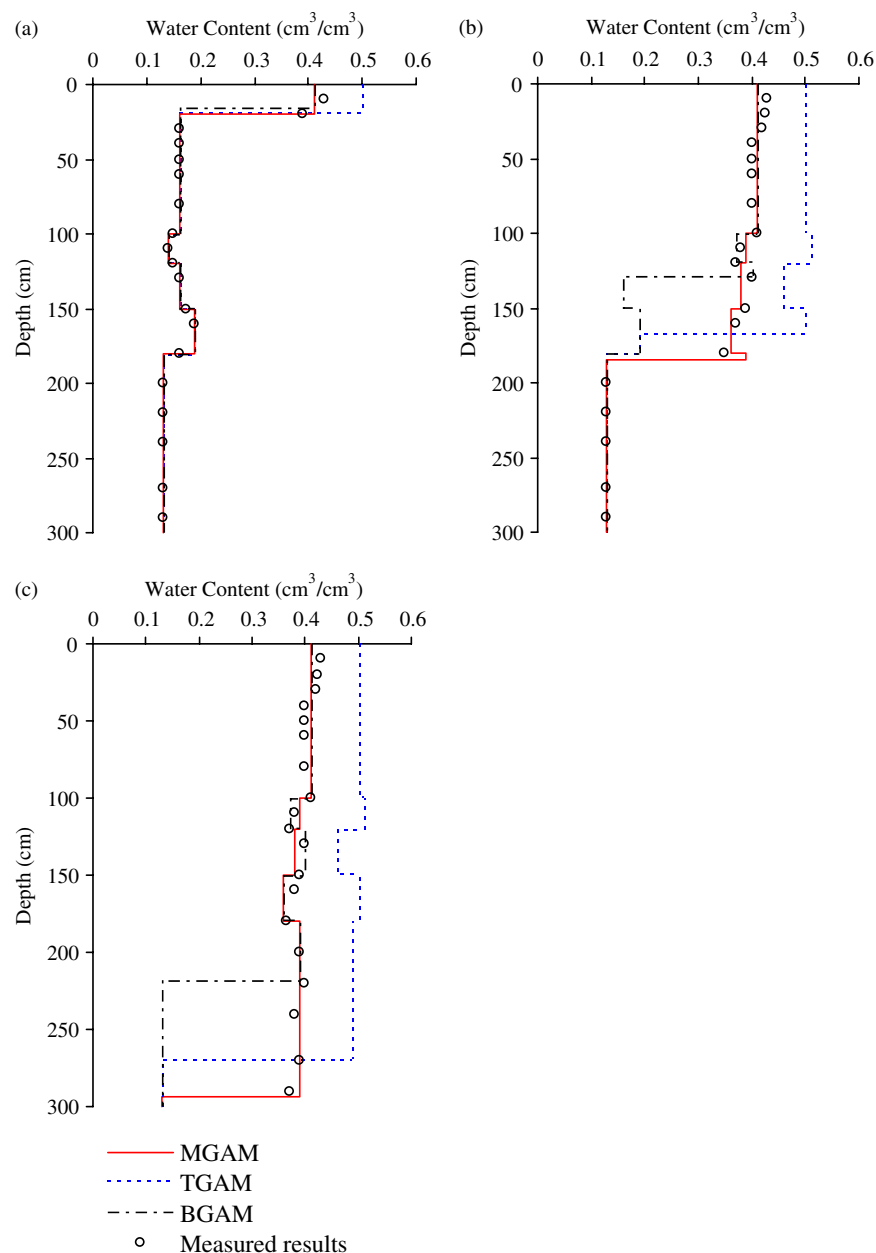 (a)
Water Content (cm³/cm³)
0 0.1 0.2 0.3 0.4 0.5 0.6
0
50
100
150
200
250
300
Depth (cm)
(b)
Water Content (cm³/cm³)
0 0.1 0.2 0.3 0.4 0.5 0.6
0
50
100
150
200
250
300
Depth (cm)
(c)
Water Content (cm³/cm³)
0 0.1 0.2 0.3 0.4 0.5 0.6
0
50
100
150
200
250
300
Depth (cm)
MGAM
TGAM
BGAM
Measured results